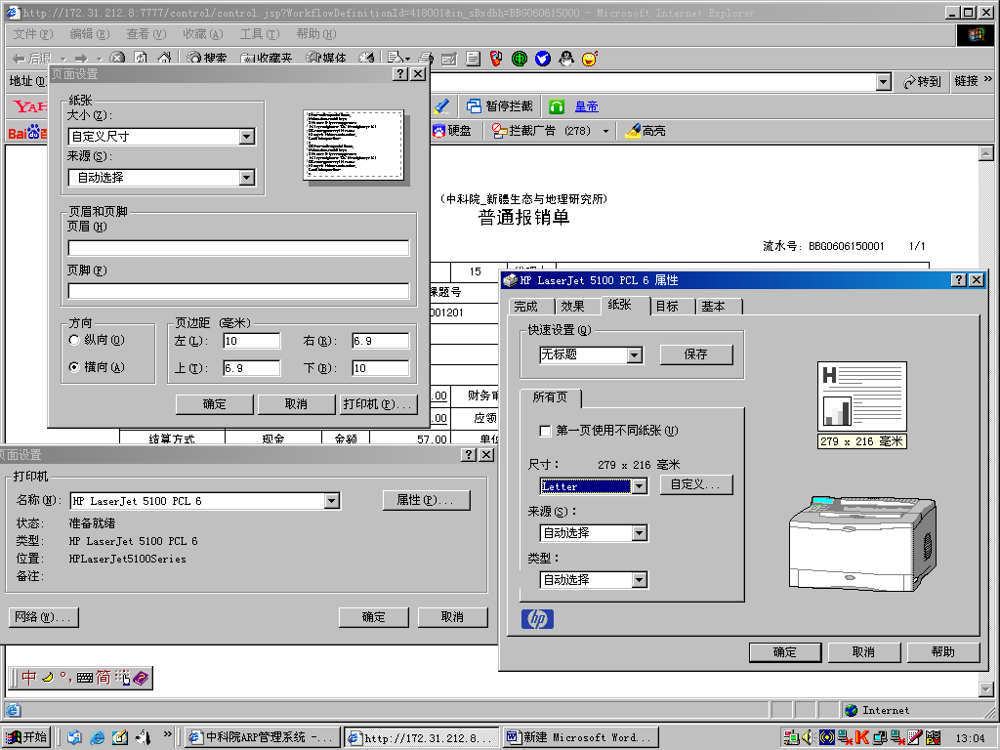 http://172.31.212.8:7777/control/control.jsp?WorkflowDefinitionId=418001&in_sBxdbh=BBG060615000 - Microsoft Internet Explorer
文件(F) 编辑(E) 查看(V) 收藏(A) 工具(T) 帮助(H)
后退 搜索 收藏夹 媒体
地址(D) 转到 链接 »
YAH 暂停拦截 皇帝
Bai 硬盘 拦截广告 (278) 高亮
页面设置
纸张
大小(Z):
自定义尺寸
来源(S):
自动选择
页眉和页脚
页眉(H)
页脚(F)
方向
纵向(O)
横向(A)
页边距 (毫米)
左(L): 10 右(R): 6.9
上(T): 6.9 下(B): 10
确定 取消 打印机(P)...
(中科院_新疆生态与地理研究所)
普通报销单
流水号: BBG0606150001 1/1
15
课题号
001201
.00 财务审
.00 应领
结算方式 现金 金额 57.00 单位
页面设置
打印机
名称(N): HP LaserJet 5100 PCL 6 属性(P)...
状态: 准备就绪
类型: HP LaserJet 5100 PCL 6
位置: HPLaserJet5100Series
备注:
网络(W)... 确定 取消
HP LaserJet 5100 PCL 6 属性
完成 效果 纸张 目标 基本
快速设置(Q)
无标题 保存
所有页
第一页使用不同纸张(U)
尺寸: 279 x 216 毫米
Letter 自定义...
来源(S):
自动选择
类型:
自动选择
H
279 x 216 毫米
hp
确定 取消 帮助
中 简
Internet
开始 » 中科院ARP管理系统 -... http://172.31.212.8... 新建 Microsoft Word... 13:04